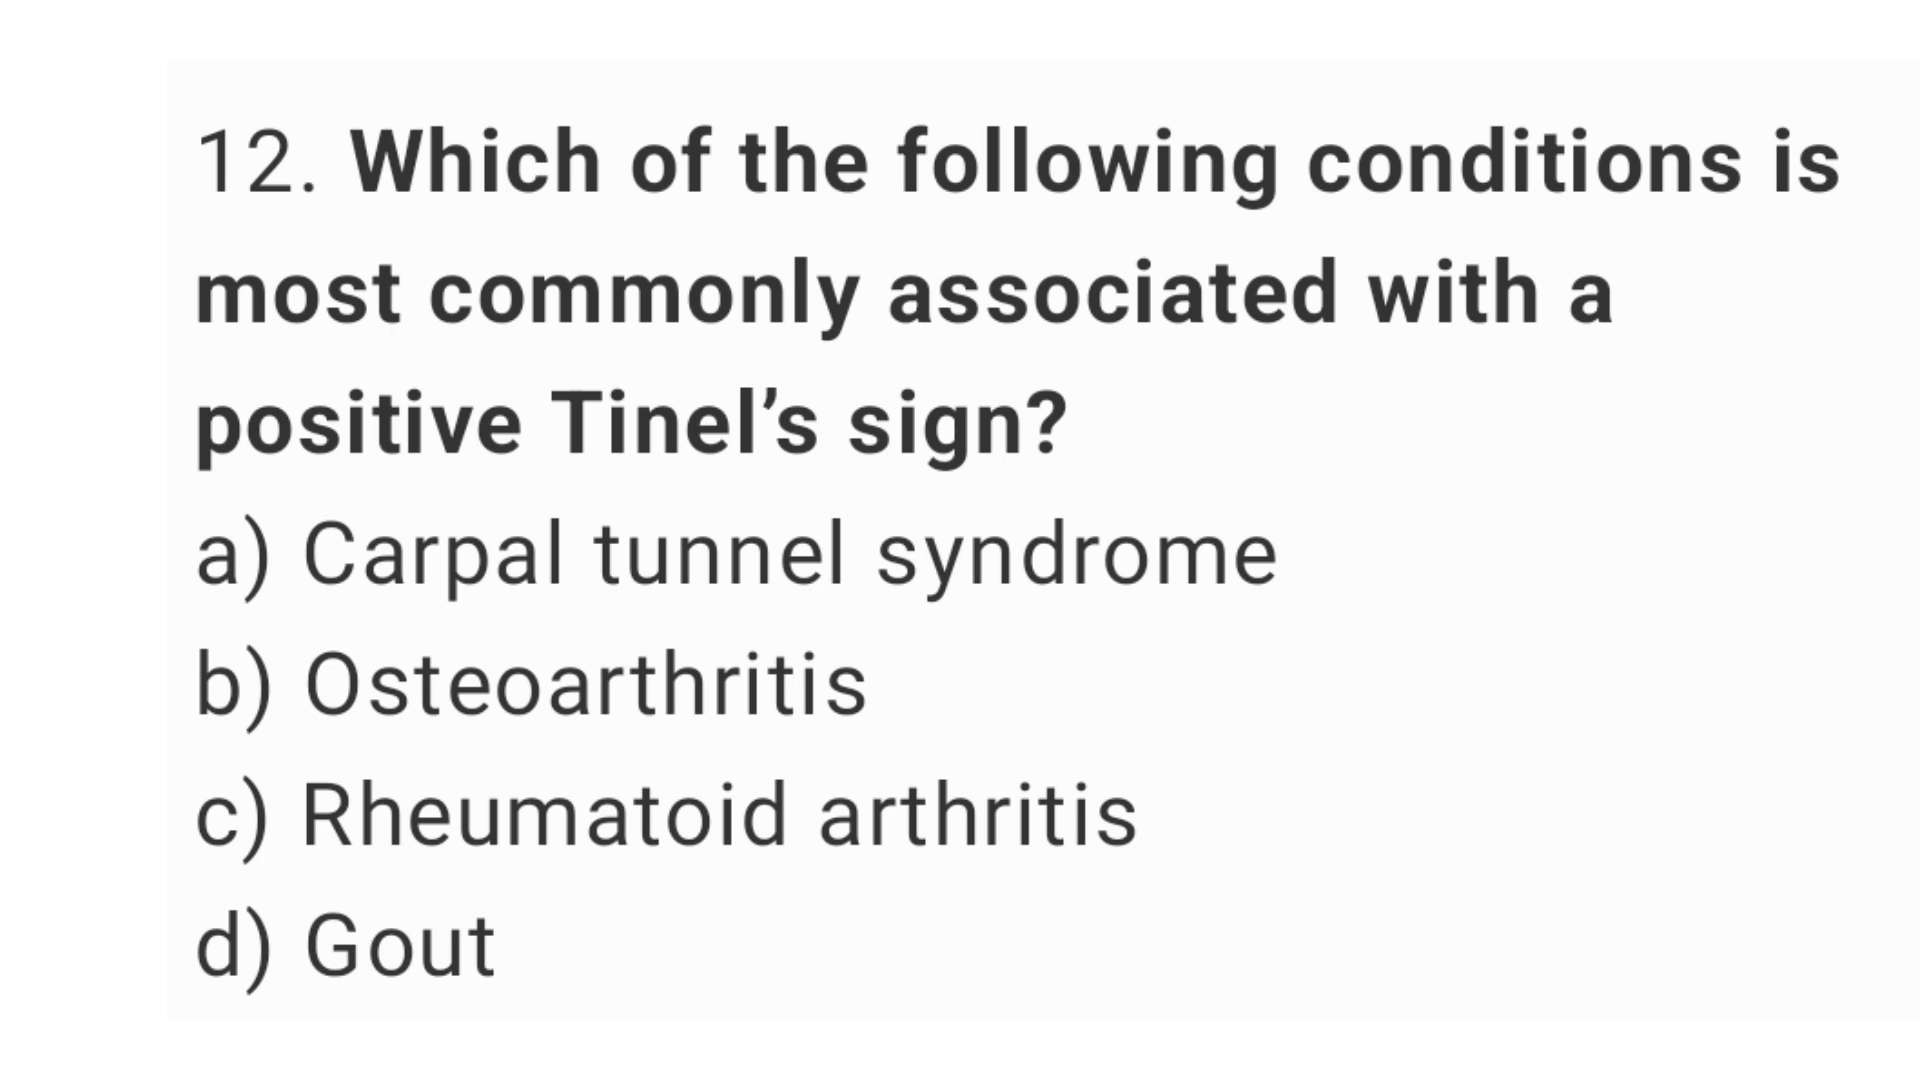 12. Which of the following conditions is
most commonly associated with a
positive Tinel’s sign?
a) Carpal tunnel syndrome
b) Osteoarthritis
c) Rheumatoid arthritis
d) Gout